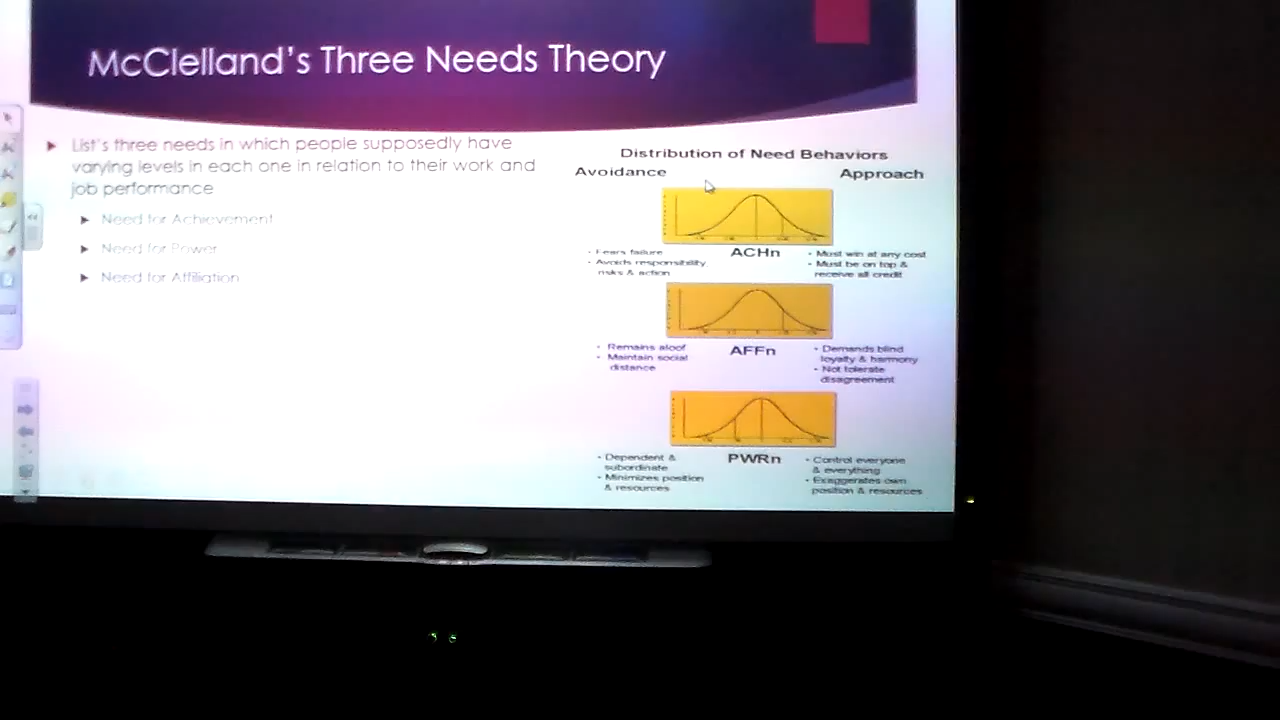 McClelland's Three Needs Theory
List's three needs in which people supposedly have
varying levels in each one in relation to their work and
job performance
Need for Achievement
Need for Power
Need for Affiliation
Distribution of Need Behaviors
Avoidance
Approach
• Fears failure
• Avoids responsibility
risks & action
ACHn
• Must win at any cost
• Must be on top &
receive all credit
• Remains aloof
• Maintain social
distance
AFFn
• Demands blind
loyalty & harmony
• Not tolerate
disagreement
• Dependent &
subordinate
• Minimizes position
& resources
PWRn
• Control everyone
& everything
• Exaggerates own
position & resources